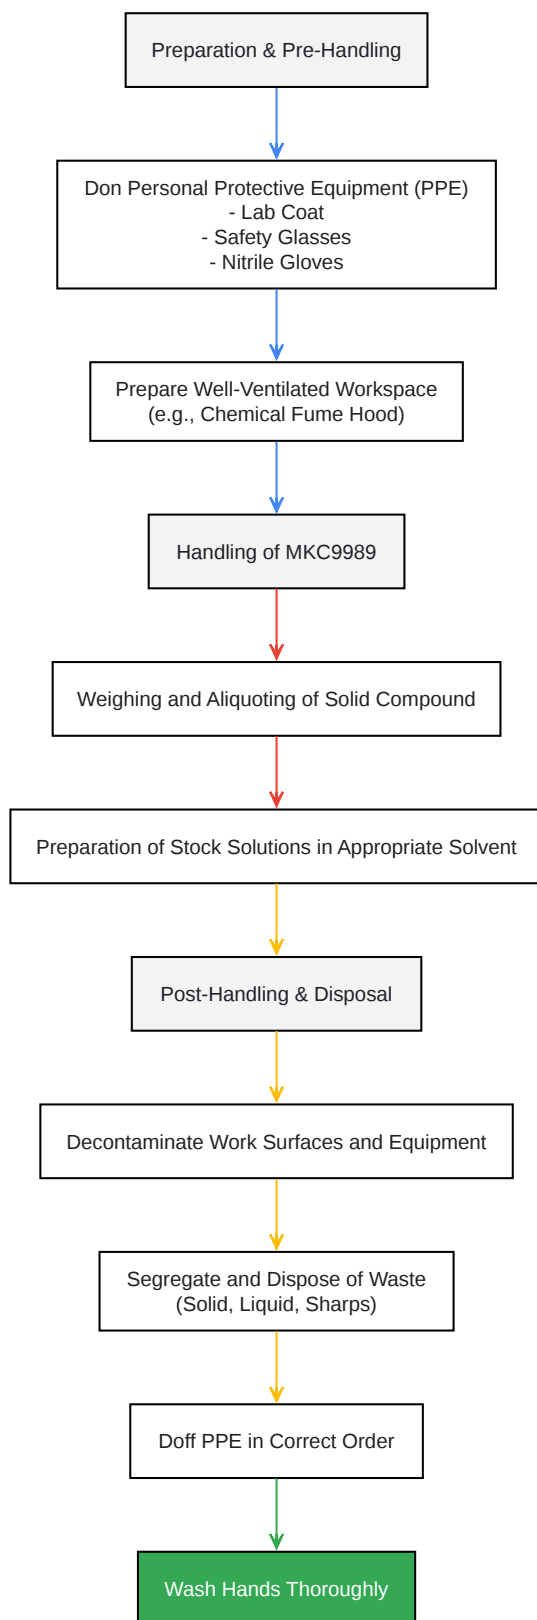 Preparation & Pre-Handling
Don Personal Protective Equipment (PPE)
- Lab Coat
- Safety Glasses
- Nitrile Gloves
Prepare Well-Ventilated Workspace
(e.g., Chemical Fume Hood)
Handling of MKC9989
Weighing and Aliquoting of Solid Compound
Preparation of Stock Solutions in Appropriate Solvent
Post-Handling & Disposal
Decontaminate Work Surfaces and Equipment
Segregate and Dispose of Waste
(Solid, Liquid, Sharps)
Doff PPE in Correct Order
Wash Hands Thoroughly